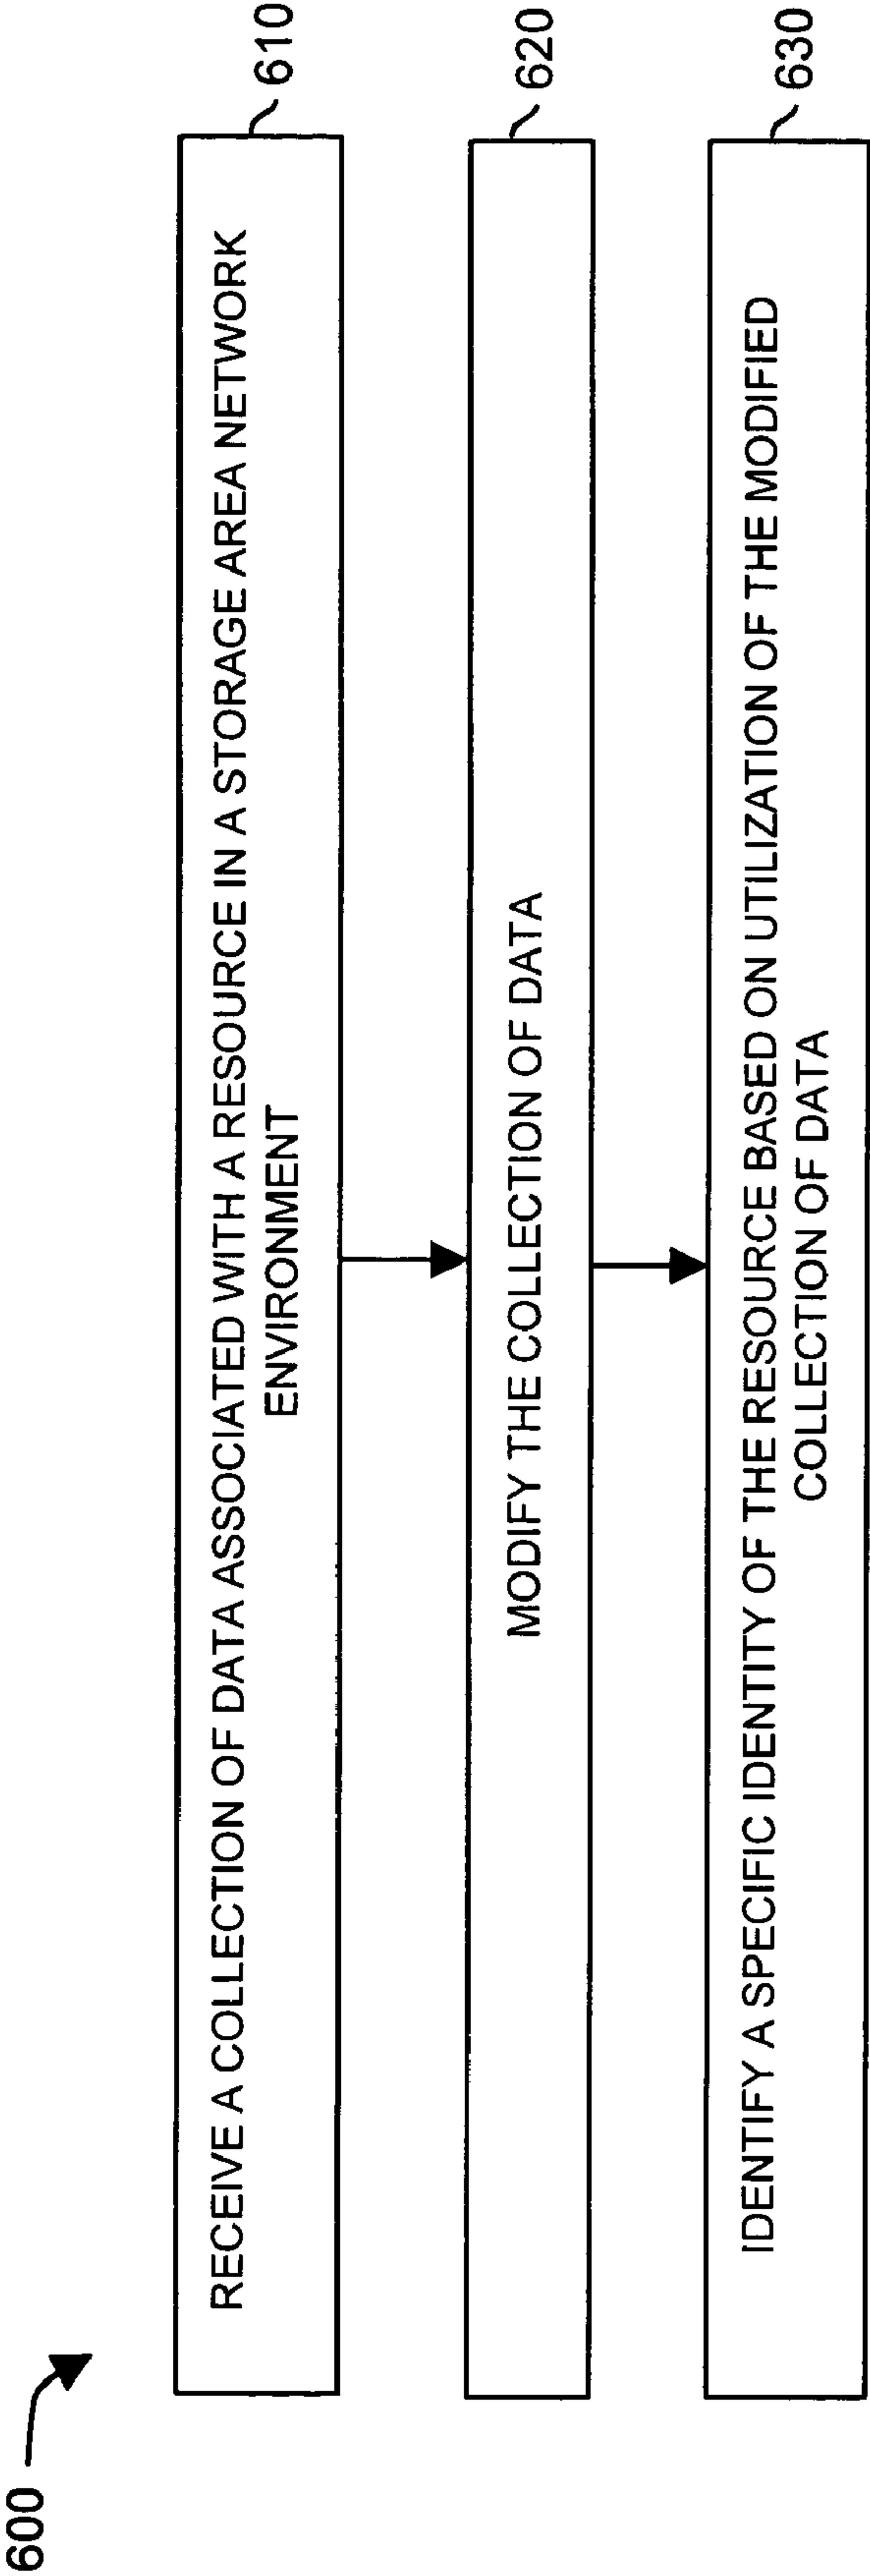 600
RECEIVE A COLLECTION OF DATA ASSOCIATED WITH A RESOURCE IN A STORAGE AREA NETWORK
ENVIRONMENT
610
MODIFY THE COLLECTION OF DATA
620
IDENTIFY A SPECIFIC IDENTITY OF THE RESOURCE BASED ON UTILIZATION OF THE MODIFIED
COLLECTION OF DATA
630